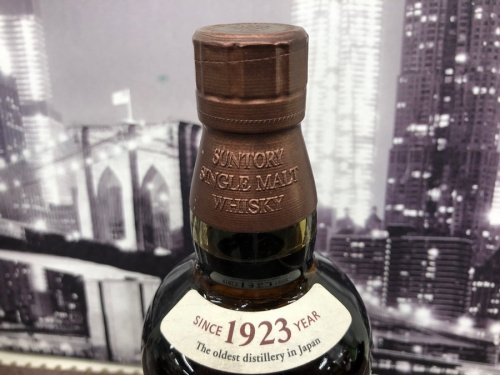 SUNTORY
SINGLE MALT
WHISKY
SINCE 1923 YEAR
The oldest distillery in Japan